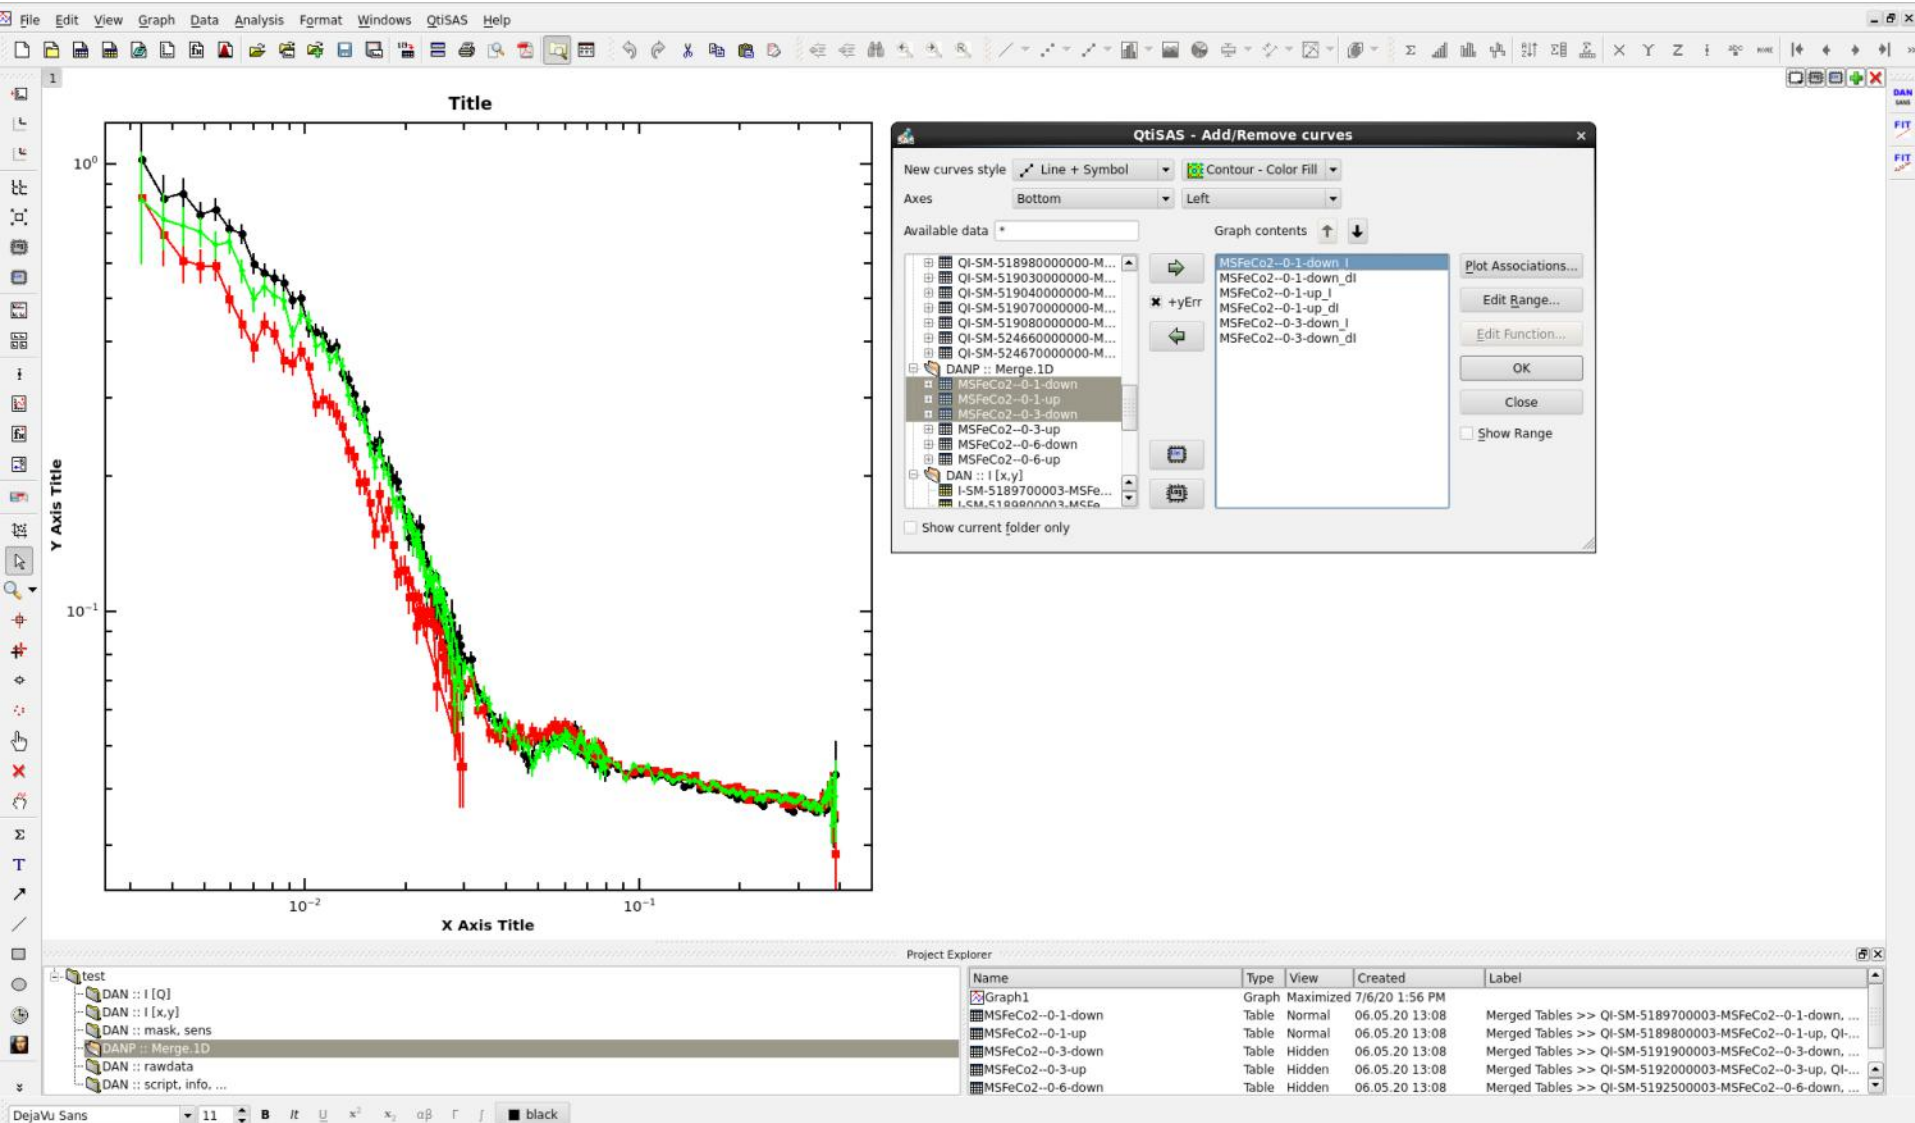 File Edit View Graph Data Analysis Format Windows QtiSAS Help
1
DAN
SANS
FIT
FIT
Title
10⁰
10⁻¹
Y Axis Title
10⁻² 10⁻¹
X Axis Title
QtiSAS - Add/Remove curves
New curves style Line + Symbol Contour - Color Fill
Axes Bottom Left
Available data * Graph contents
QI-SM-518980000000-M...
QI-SM-519030000000-M...
QI-SM-519040000000-M...
QI-SM-519070000000-M...
QI-SM-519080000000-M...
QI-SM-524660000000-M...
QI-SM-524670000000-M...
DANP :: Merge.1D
MSFeCo2--0-1-down
MSFeCo2--0-1-up
MSFeCo2--0-3-down
MSFeCo2--0-3-up
MSFeCo2--0-6-down
MSFeCo2--0-6-up
DAN :: I [x,y]
I-SM-5189700003-MSFe...
I-SM-5189800003-MSFe...
+yErr
MSFeCo2--0-1-down_I
MSFeCo2--0-1-down_dI
MSFeCo2--0-1-up_I
MSFeCo2--0-1-up_dI
MSFeCo2--0-3-down_I
MSFeCo2--0-3-down_dI
Plot Associations...
Edit Range...
Edit Function...
OK
Close
Show Range
Show current folder only
Project Explorer
test
DAN :: I [Q]
DAN :: I [x,y]
DAN :: mask, sens
DANP :: Merge.1D
DAN :: rawdata
DAN :: script, info, ...
Name Type View Created Label
Graph1 Graph Maximized 7/6/20 1:56 PM
MSFeCo2--0-1-down Table Normal 06.05.20 13:08 Merged Tables >> QI-SM-5189700003-MSFeCo2--0-1-down, ...
MSFeCo2--0-1-up Table Normal 06.05.20 13:08 Merged Tables >> QI-SM-5189800003-MSFeCo2--0-1-up, QI-...
MSFeCo2--0-3-down Table Hidden 06.05.20 13:08 Merged Tables >> QI-SM-5191900003-MSFeCo2--0-3-down, ...
MSFeCo2--0-3-up Table Hidden 06.05.20 13:08 Merged Tables >> QI-SM-5192000003-MSFeCo2--0-3-up, QI-...
MSFeCo2--0-6-down Table Hidden 06.05.20 13:08 Merged Tables >> QI-SM-5192500003-MSFeCo2--0-6-down, ...
DejaVu Sans 11 B It U x² x₂ αβ Γ ∫ black